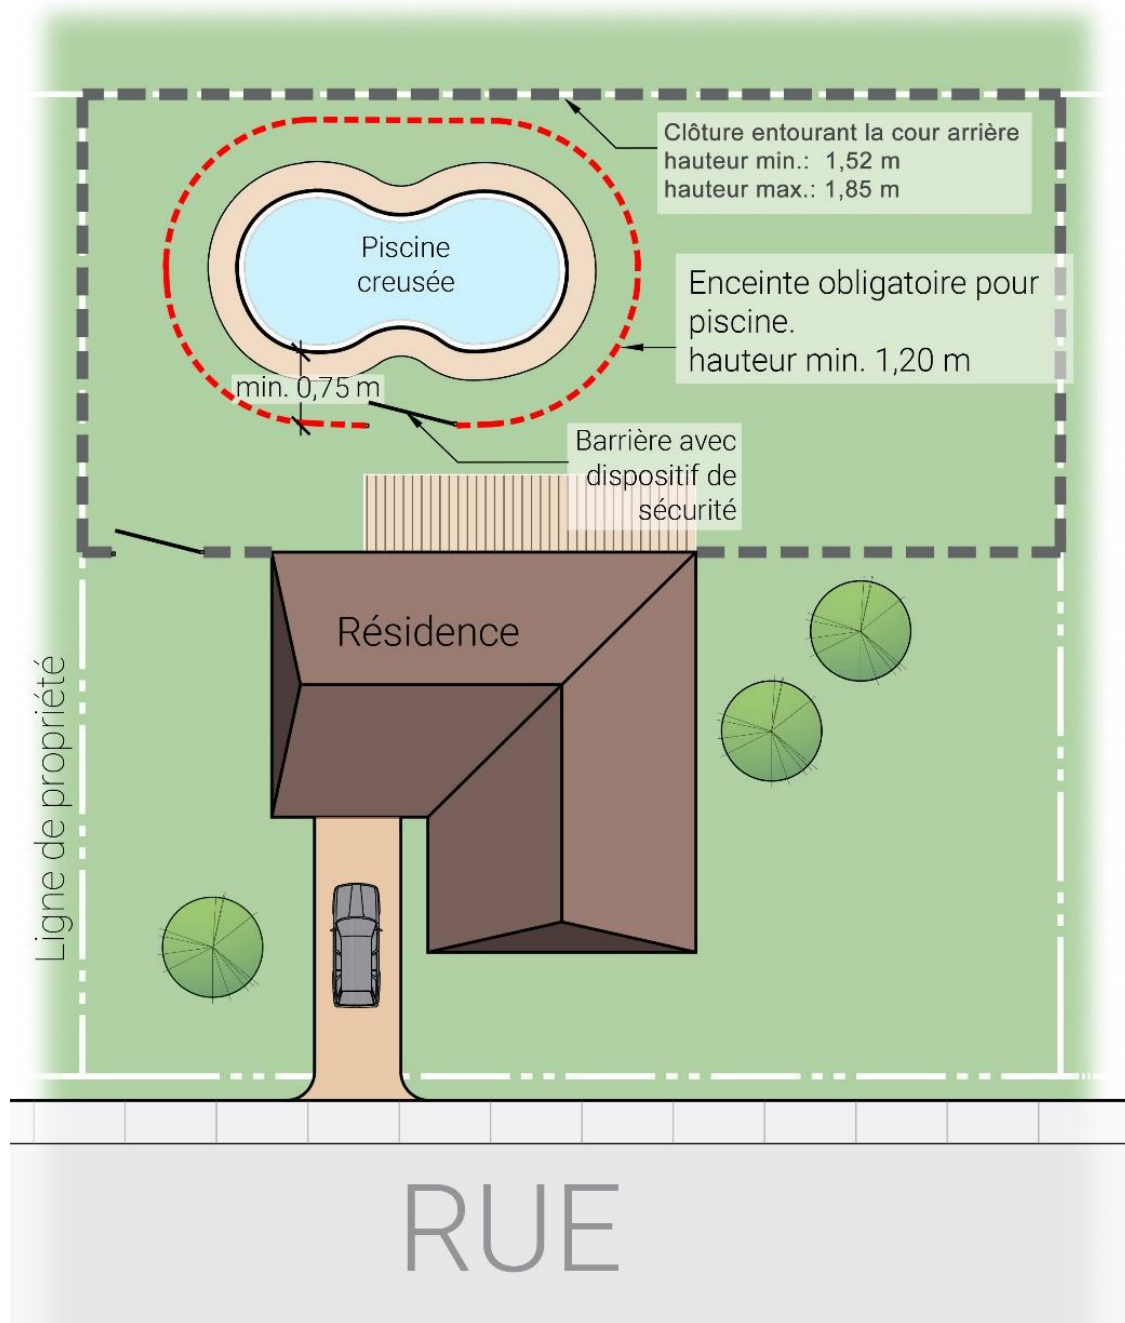 Clôture entourant la cour arrière
hauteur min.: 1,52 m
hauteur max.: 1,85 m
Piscine
creusée
Enceinte obligatoire pour
piscine.
hauteur min. 1,20 m
min. 0,75 m
Barrière avec
dispositif de
sécurité
Résidence
Ligne de propriété
RUE